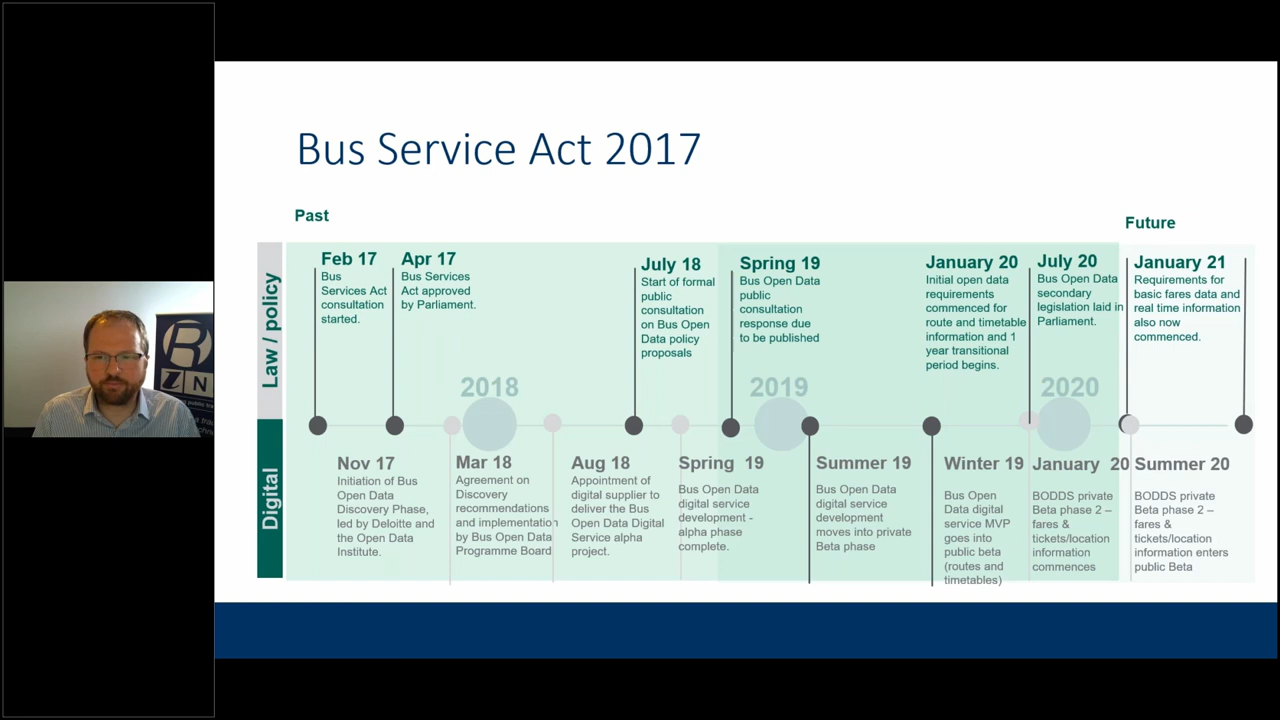 Bus Service Act 2017
Past
Future
Law / policy
Feb 17
Bus
Services Act
consultation
started.
Apr 17
Bus Services
Act approved
by Parliament.
July 18
Start of formal
public
consultation
on Bus Open
Data policy
proposals
Spring 19
Bus Open Data
public
consultation
response due
to be published
January 20
Initial open data
requirements
commenced for
route and timetable
information and 1
year transitional
period begins.
July 20
Bus Open Data
secondary
legislation laid in
Parliament.
January 21
Requirements for
basic fares data and
real time information
also now
commenced.
2018
2019
2020
Digital
Nov 17
Initiation of Bus
Open Data
Discovery Phase,
led by Deloitte and
the Open Data
Institute.
Mar 18
Agreement on
Discovery
recommendations
and implementation
by Bus Open Data
Programme Board
Aug 18
Appointment of
digital supplier to
deliver the Bus
Open Data Digital
Service alpha
project.
Spring 19
Bus Open Data
digital service
development -
alpha phase
complete.
Summer 19
Bus Open Data
digital service
development
moves into private
Beta phase
Winter 19
Bus Open
Data digital
service MVP
goes into
public beta
(routes and
timetables)
January 20
BODDS private
Beta phase 2 –
fares &
tickets/location
information
commences
Summer 20
BODDS private
Beta phase 2 –
fares &
tickets/location
information enters
public Beta